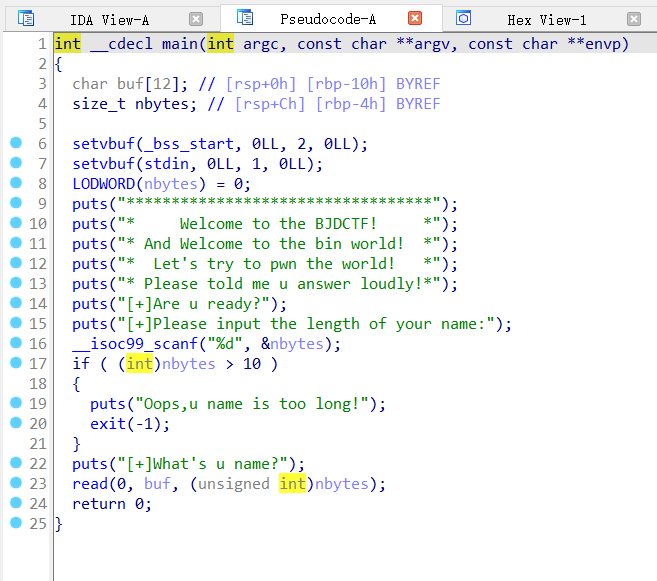 IDA View-A Pseudocode-A Hex View-1
1 int __cdecl main(int argc, const char **argv, const char **envp)
2 {
3   char buf[12]; // [rsp+0h] [rbp-10h] BYREF
4   size_t nbytes; // [rsp+Ch] [rbp-4h] BYREF
5
6   setvbuf(_bss_start, 0LL, 2, 0LL);
7   setvbuf(stdin, 0LL, 1, 0LL);
8   LODWORD(nbytes) = 0;
9   puts("**********************************");
10   puts("*     Welcome to the BJDCTF!     *");
11   puts("* And Welcome to the bin world!  *");
12   puts("*  Let's try to pwn the world!   *");
13   puts("* Please told me u answer loudly!*");
14   puts("[+]Are u ready?");
15   puts("[+]Please input the length of your name:");
16   __isoc99_scanf("%d", &nbytes);
17   if ( (int)nbytes > 10 )
18   {
19     puts("Oops,u name is too long!");
20     exit(-1);
21   }
22   puts("[+]What's u name?");
23   read(0, buf, (unsigned int)nbytes);
24   return 0;
25 }